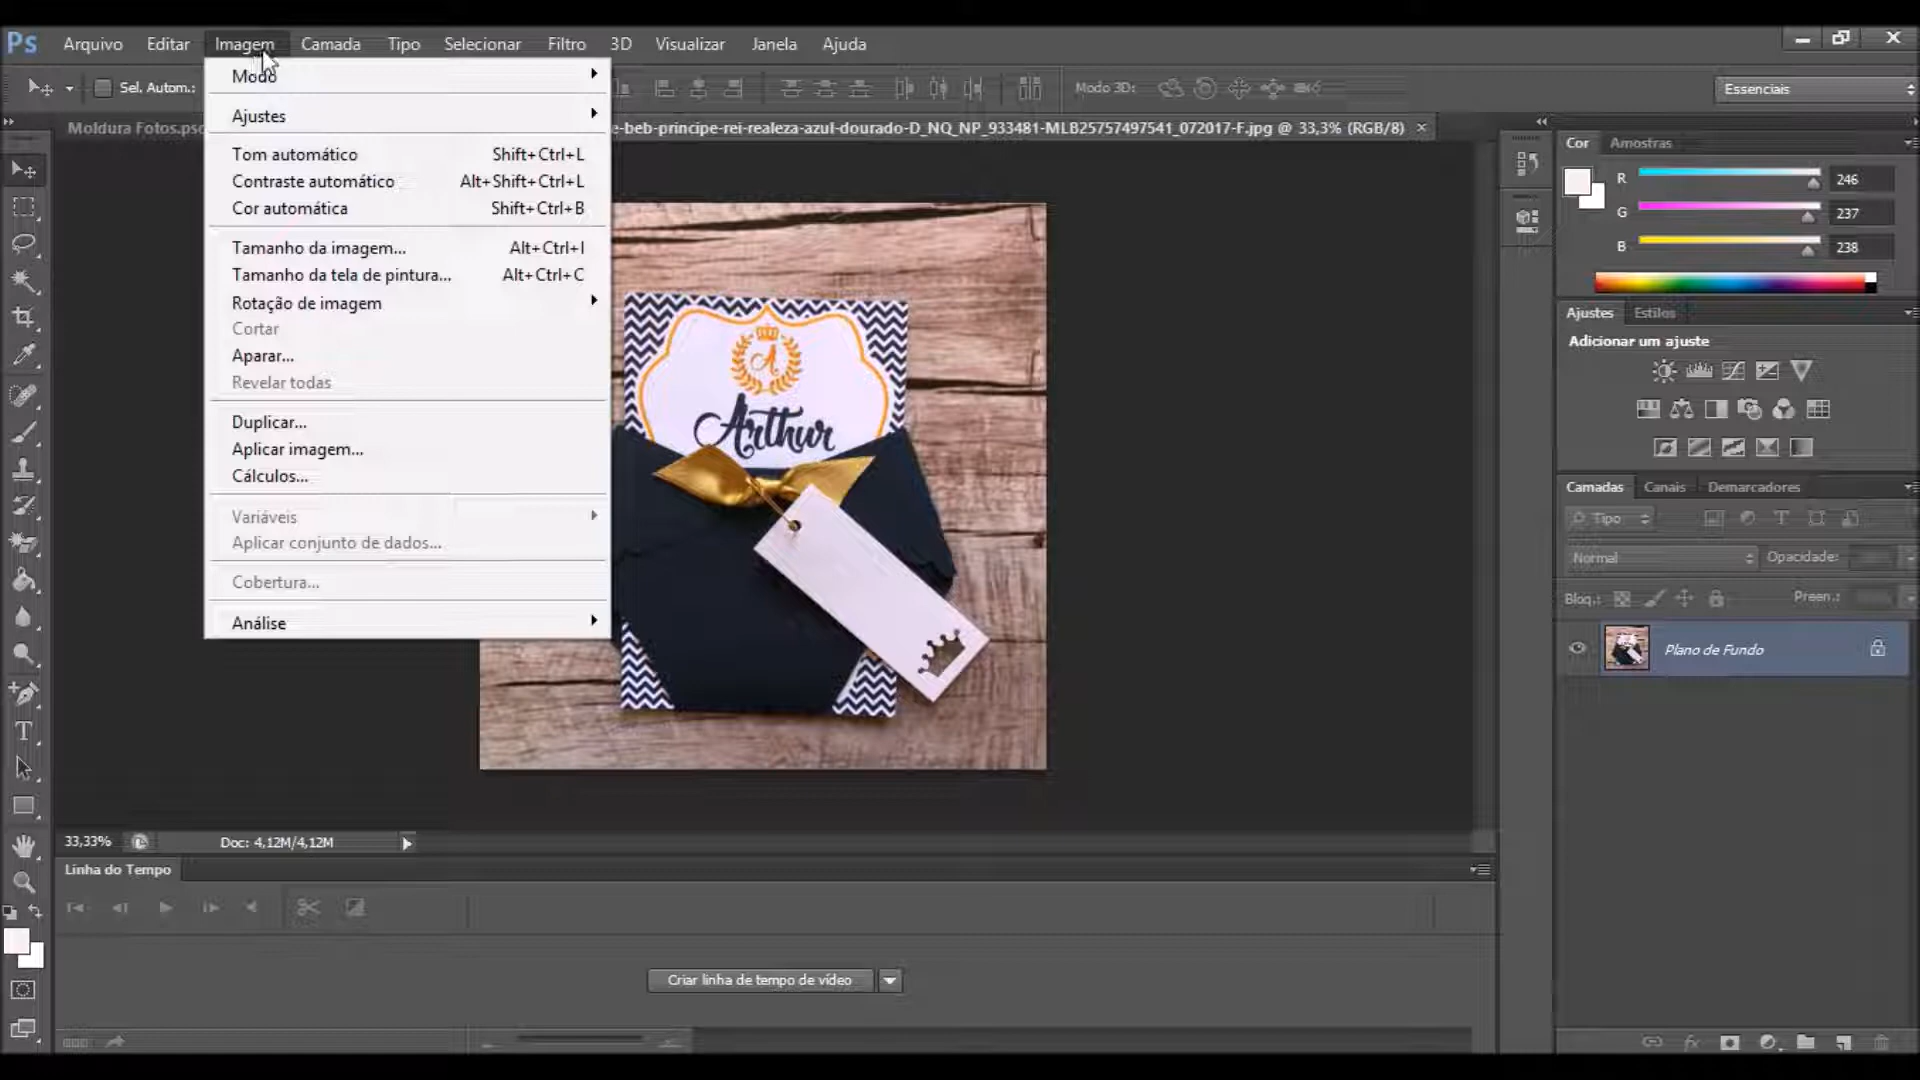 Ps Arquivo Editar Imagem Camada Tipo Selecionar Filtro 3D Visualizar Janela Ajuda
Sel. Autom.: Modo 3D: Essenciais
Moldura Fotos.psd e-beb-principe-rei-realeza-azul-dourado-D_NQ_NP_933481-MLB25757497541_072017-F.jpg @ 33,3% (RGB/8) ×
Modo
Ajustes
Tom automático Shift+Ctrl+L
Contraste automático Alt+Shift+Ctrl+L
Cor automática Shift+Ctrl+B
Tamanho da imagem... Alt+Ctrl+I
Tamanho da tela de pintura... Alt+Ctrl+C
Rotação de imagem
Cortar
Aparar...
Revelar todas
Duplicar...
Aplicar imagem...
Cálculos...
Variáveis
Aplicar conjunto de dados...
Cobertura...
Análise
A
Arthur
Cor Amostras
R 246
G 237
B 238
Ajustes Estilos
Adicionar um ajuste
Camadas Canais Demarcadores
Tipo
Normal Opacidade:
Bloq.: Preen.:
Plano de Fundo
33,33% Doc: 4,12M/4,12M
Linha do Tempo
Criar linha de tempo de vídeo